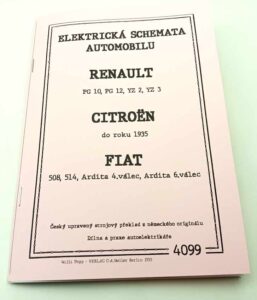 ELEKTRICKÁ SCHEMATA
AUTOMOBILU
RENAULT
PG 10, PG 12, YZ 2, YZ 3
CITROËN
do roku 1935
FIAT
508, 514, Ardita 4.válec, Ardita 6.válec
Český upravený strojový překlad z německého originálu
Dílna a praxe autoelektrikáře
4099